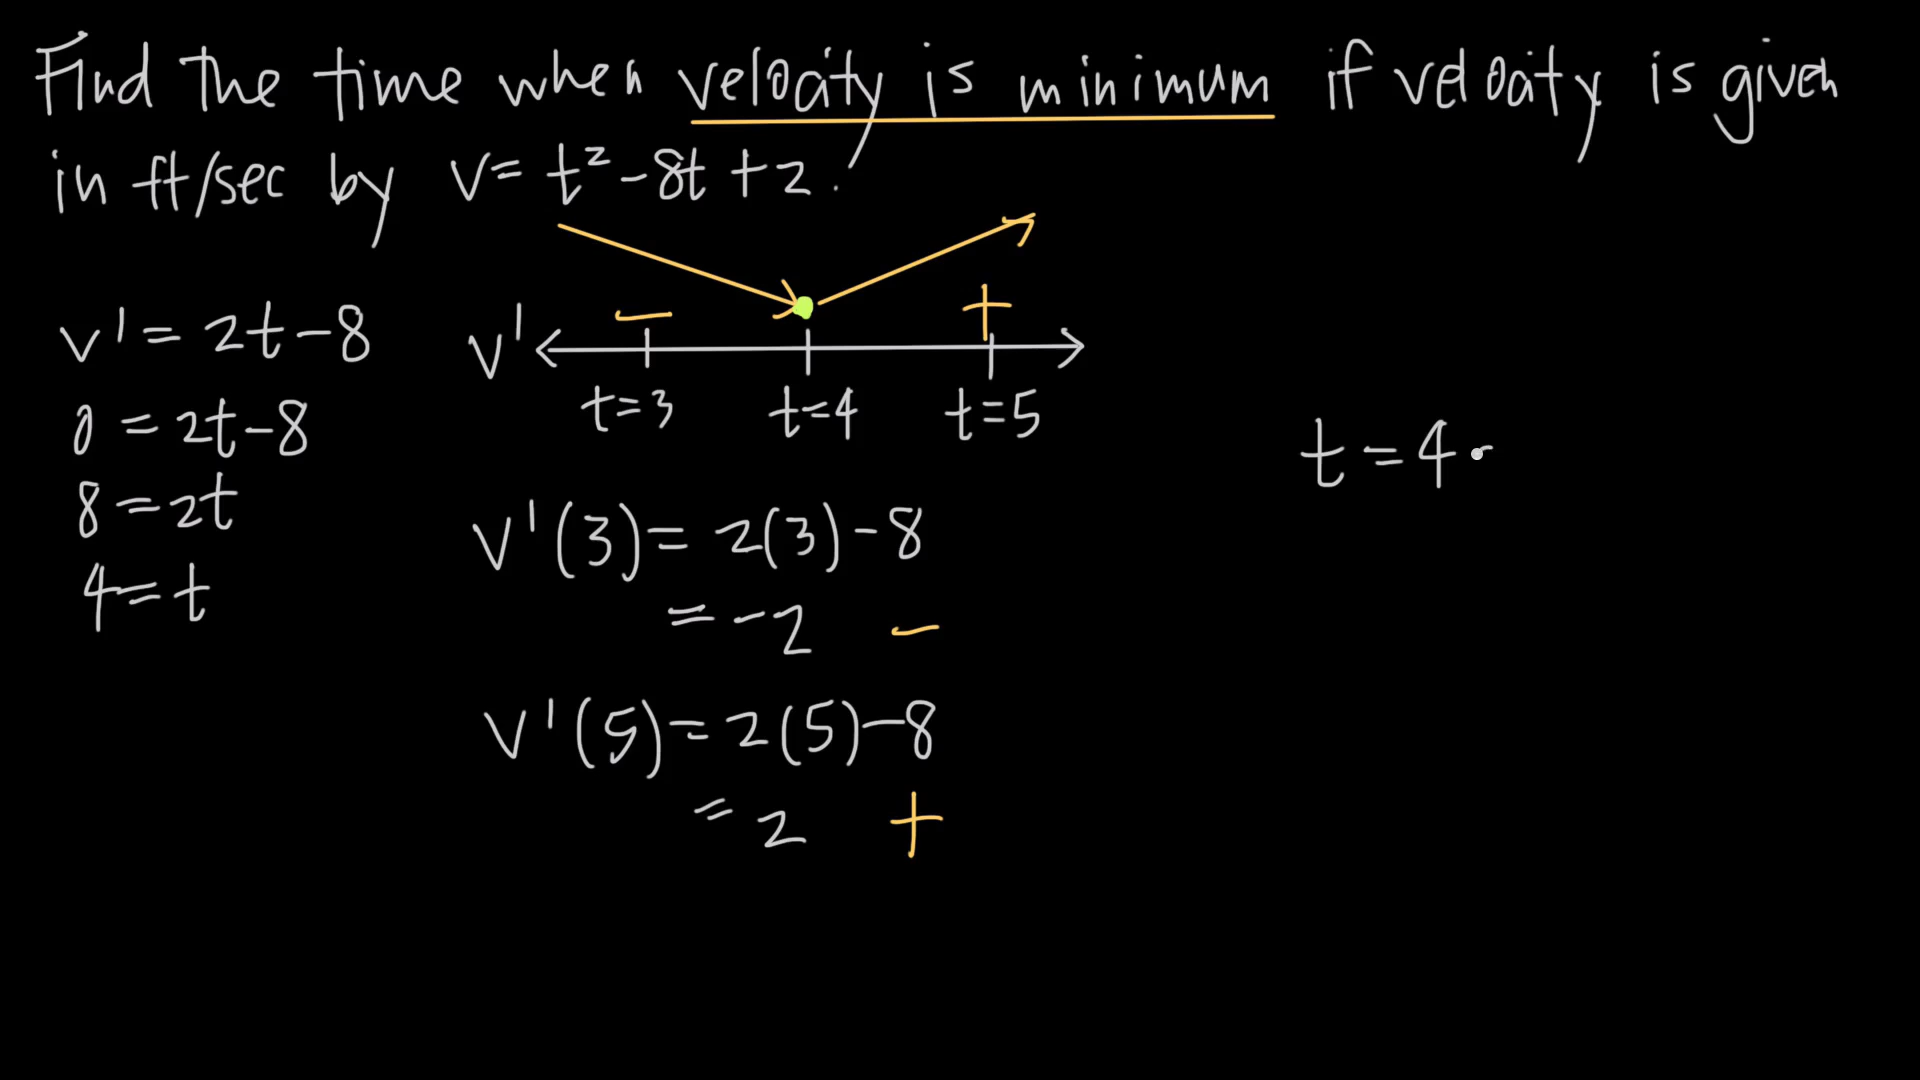 Find the time when velocity is minimum if velocity is given
in ft/sec by v = t² - 8t + 2.
v' = 2t - 8
0 = 2t - 8
8 = 2t
4 = t
- +
v'
t=3 t=4 t=5
v'(3) = 2(3) - 8
= -2 -
v'(5) = 2(5) - 8
= 2 +
t = 4